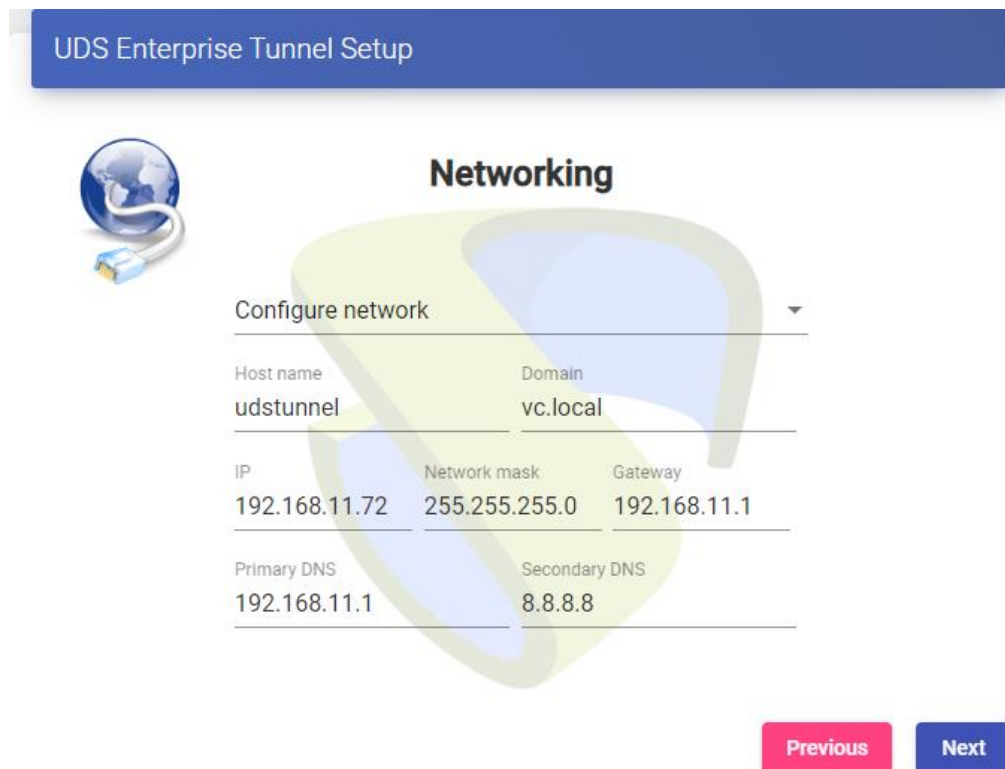 UDS Enterprise Tunnel Setup
Networking
Configure network
Host name Domain
udstunnel vc.local
IP Network mask Gateway
192.168.11.72 255.255.255.0 192.168.11.1
Primary DNS Secondary DNS
192.168.11.1 8.8.8.8
Previous Next